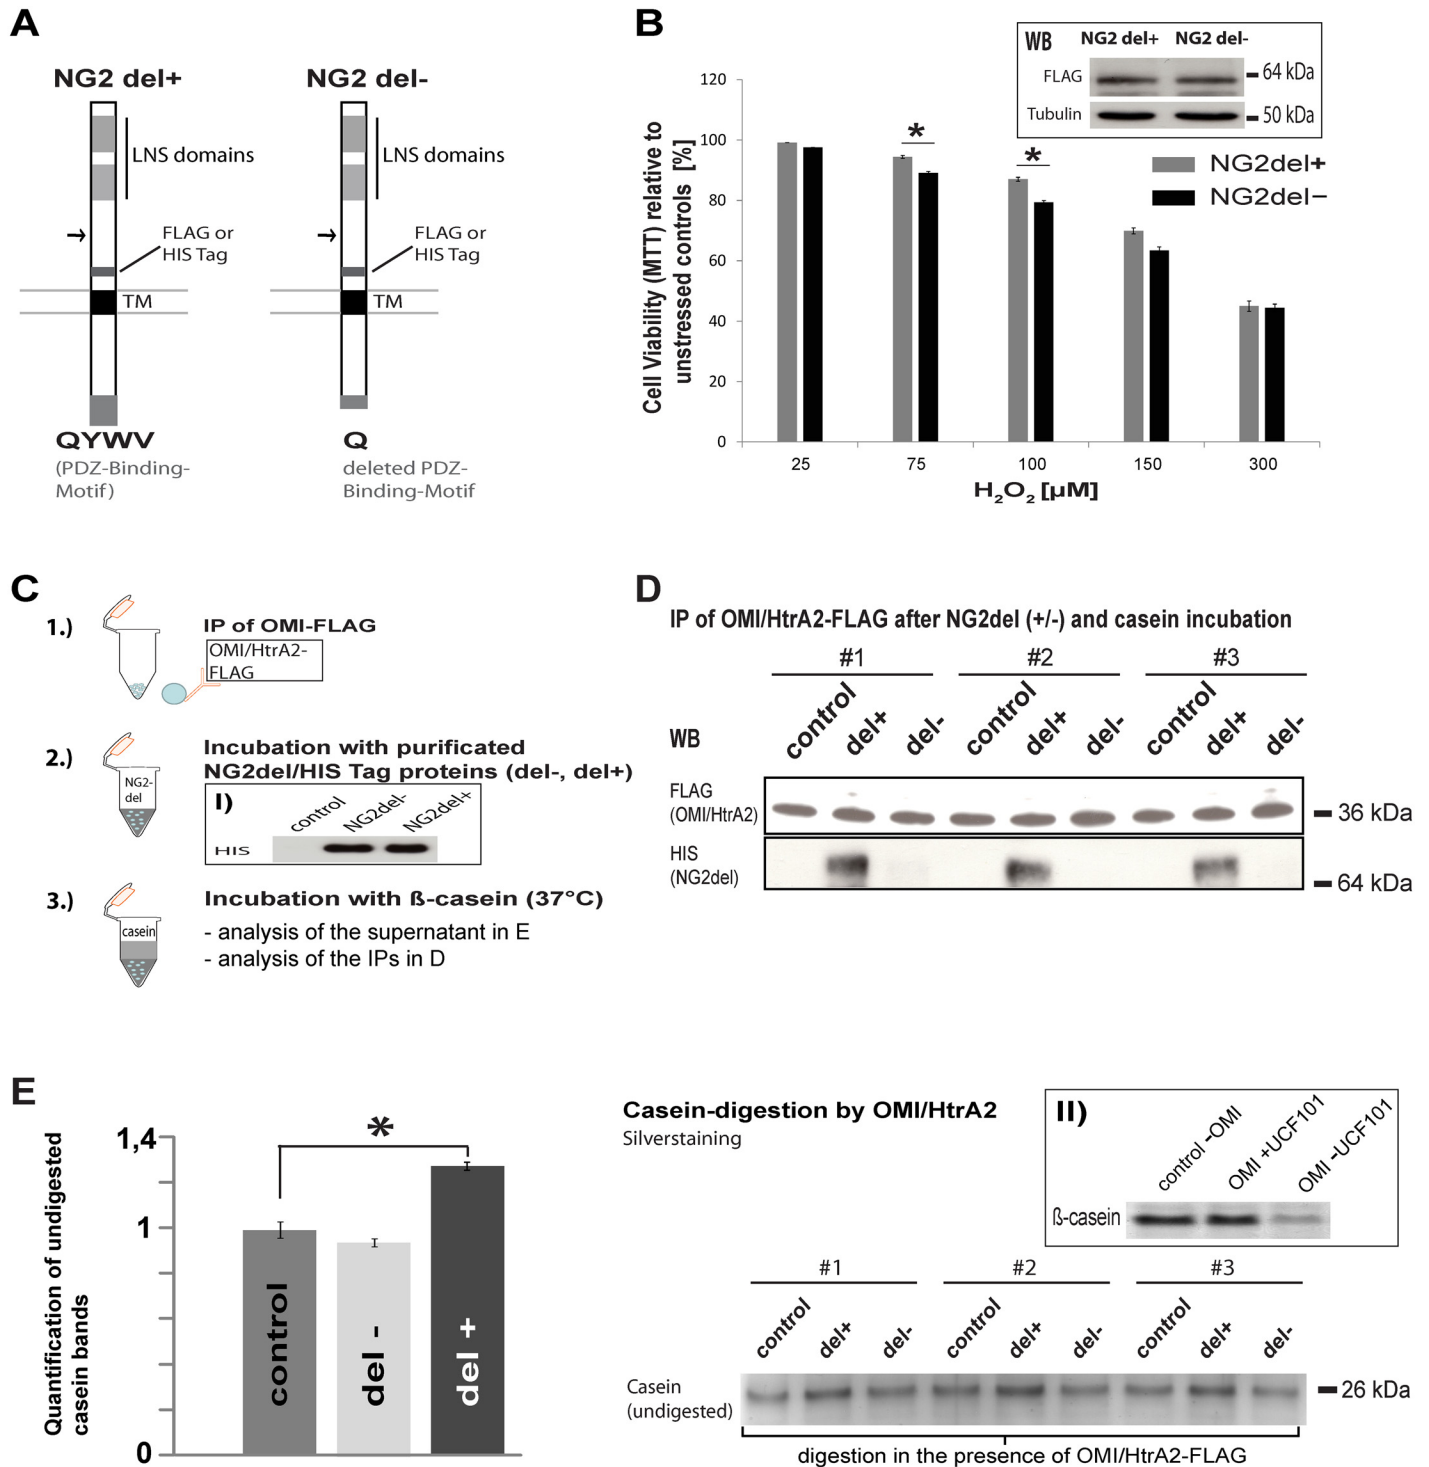 A
NG2 del+
NG2 del-
LNS domains
LNS domains
→
FLAG or
HIS Tag
→
FLAG or
HIS Tag
TM
TM
QYWV
(PDZ-Binding-
Motif)
Q
deleted PDZ-
Binding-Motif
B
WB NG2 del+ NG2 del-
FLAG 64 kDa
Tubulin 50 kDa
NG2del+
NG2del−
Cell Viability (MTT) relative to
unstressed controls [%]
120
100
80
60
40
20
0
*
*
25 75 100 150 300
H₂O₂ [µM]
C
1.)
IP of OMI-FLAG
OMI/HtrA2-
FLAG
2.)
NG2-
del
Incubation with purificated
NG2del/HIS Tag proteins (del-, del+)
I)
control NG2del- NG2del+
HIS
3.)
casein
Incubation with ß-casein (37°C)
- analysis of the supernatant in E
- analysis of the IPs in D
D
IP of OMI/HtrA2-FLAG after NG2del (+/-) and casein incubation
#1 #2 #3
WB
control del+ del- control del+ del- control del+ del-
FLAG
(OMI/HtrA2)
36 kDa
HIS
(NG2del)
64 kDa
E
Quantification of undigested
casein bands
1,4
1
0
*
control
del -
del +
Casein-digestion by OMI/HtrA2
Silverstaining
II)
control -OMI OMI +UCF101 OMI -UCF101
ß-casein
#1 #2 #3
control del+ del- control del+ del- control del+ del-
Casein
(undigested)
26 kDa
digestion in the presence of OMI/HtrA2-FLAG